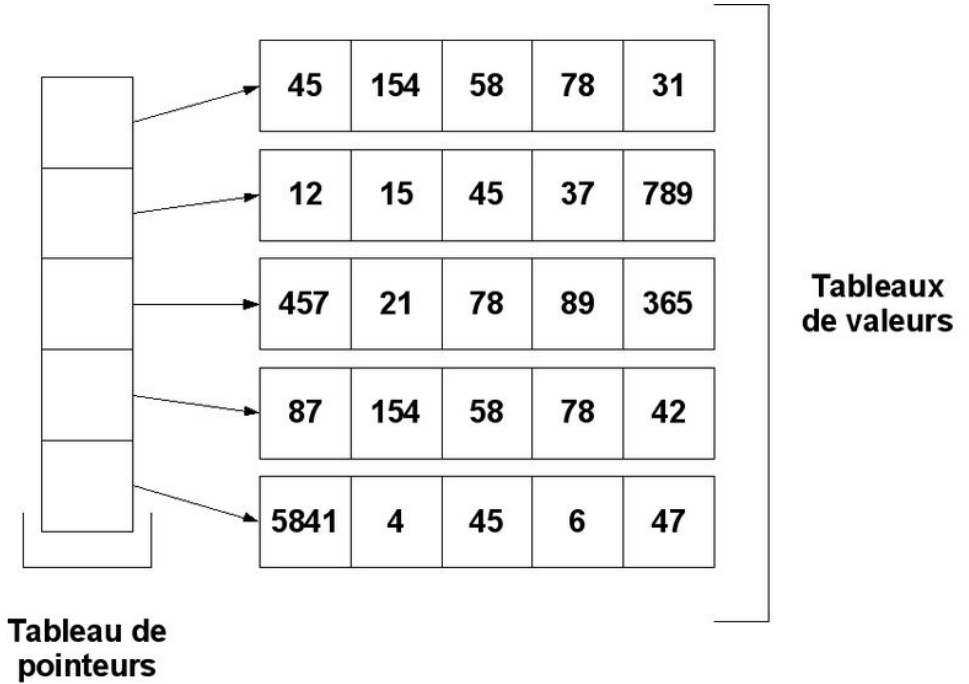 45 154 58 78 31
12 15 45 37 789
457 21 78 89 365
87 154 58 78 42
5841 4 45 6 47
Tableaux
de valeurs
Tableau de
pointeurs